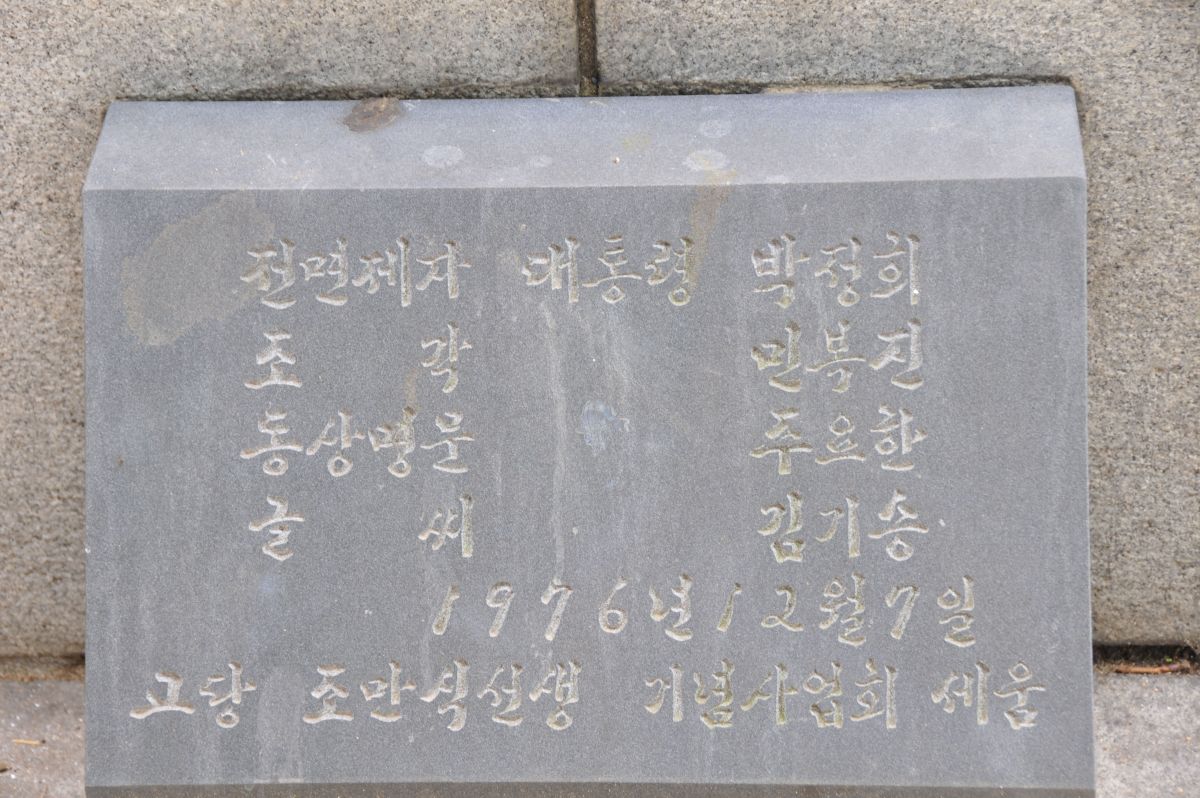 전면제자 대통령 박정희
조 각 민복진
동상명문 주요한
글 씨 김기승
1976년12월7일
고당 조만식선생 기념사업회 세움